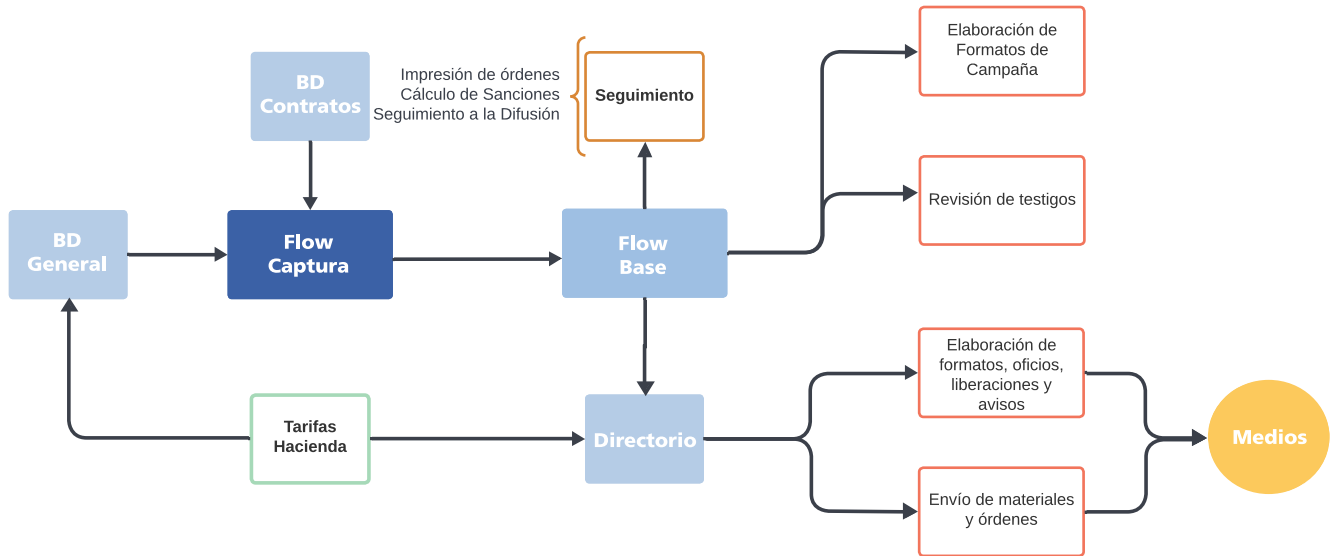 Elaboración de
Formatos de
Campaña
BD
Contratos
Impresión de órdenes
Cálculo de Sanciones
Seguimiento a la Difusión
Seguimiento
Revisión de testigos
BD
General
Flow
Captura
Flow
Base
Elaboración de
formatos, oficios,
liberaciones y
avisos
Tarifas
Hacienda
Directorio
Medios
Envío de materiales
y órdenes